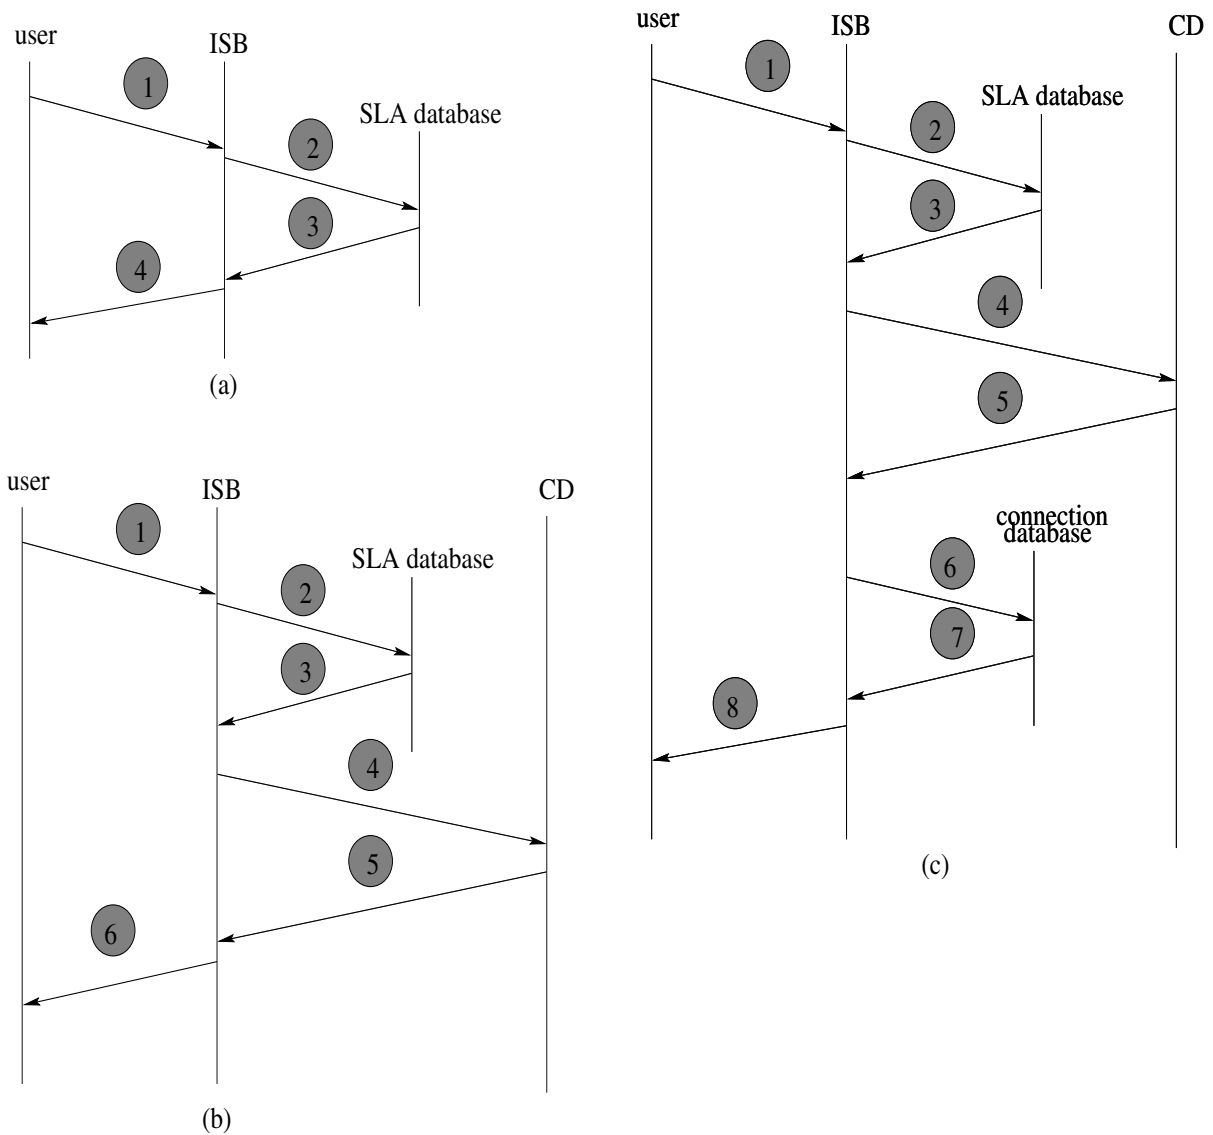 user
ISB
1
SLA database
2
3
4
(a)
user
ISB
CD
1
SLA database
2
3
4
5
6
(b)
user
ISB
CD
1
SLA database
2
3
4
5
connection
database
6
7
8
(c)